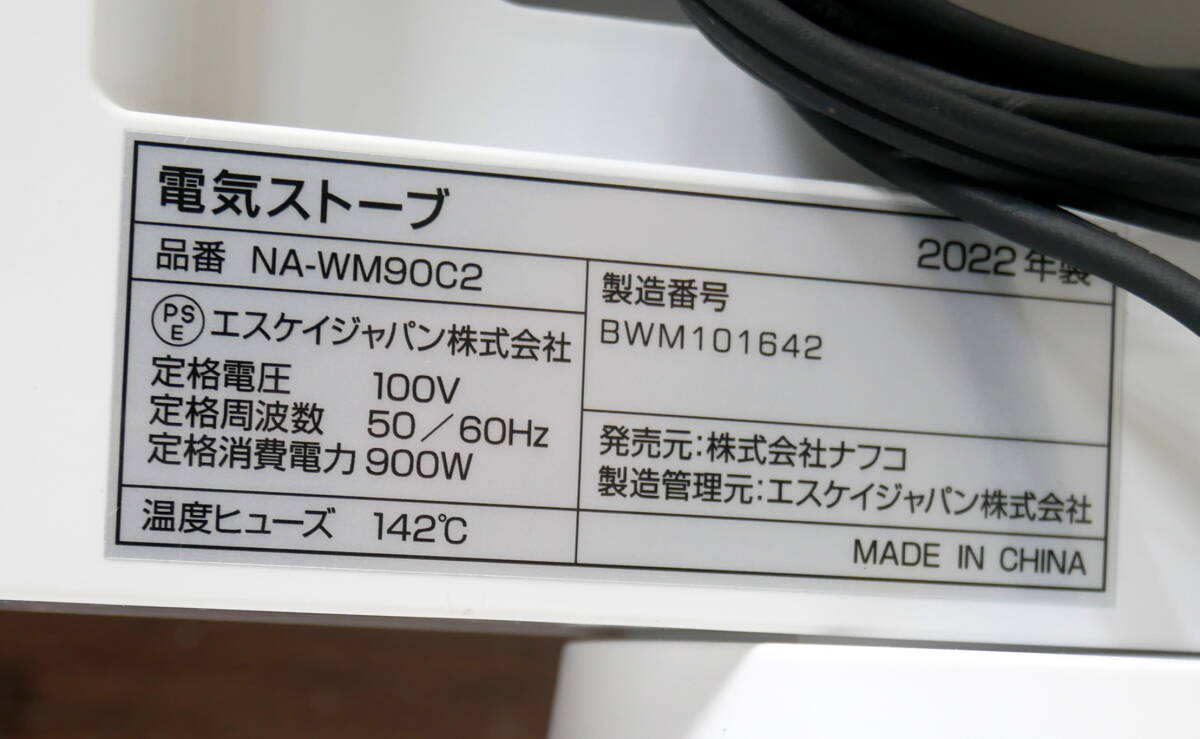 電気ストーブ
2022年製
品番 NA-WM90C2
PSE エスケイジャパン株式会社
定格電圧 100V
定格周波数 50／60Hz
定格消費電力 900W
温度ヒューズ 142℃
製造番号
BWM101642
発売元：株式会社ナフコ
製造管理元：エスケイジャパン株式会社
MADE IN CHINA